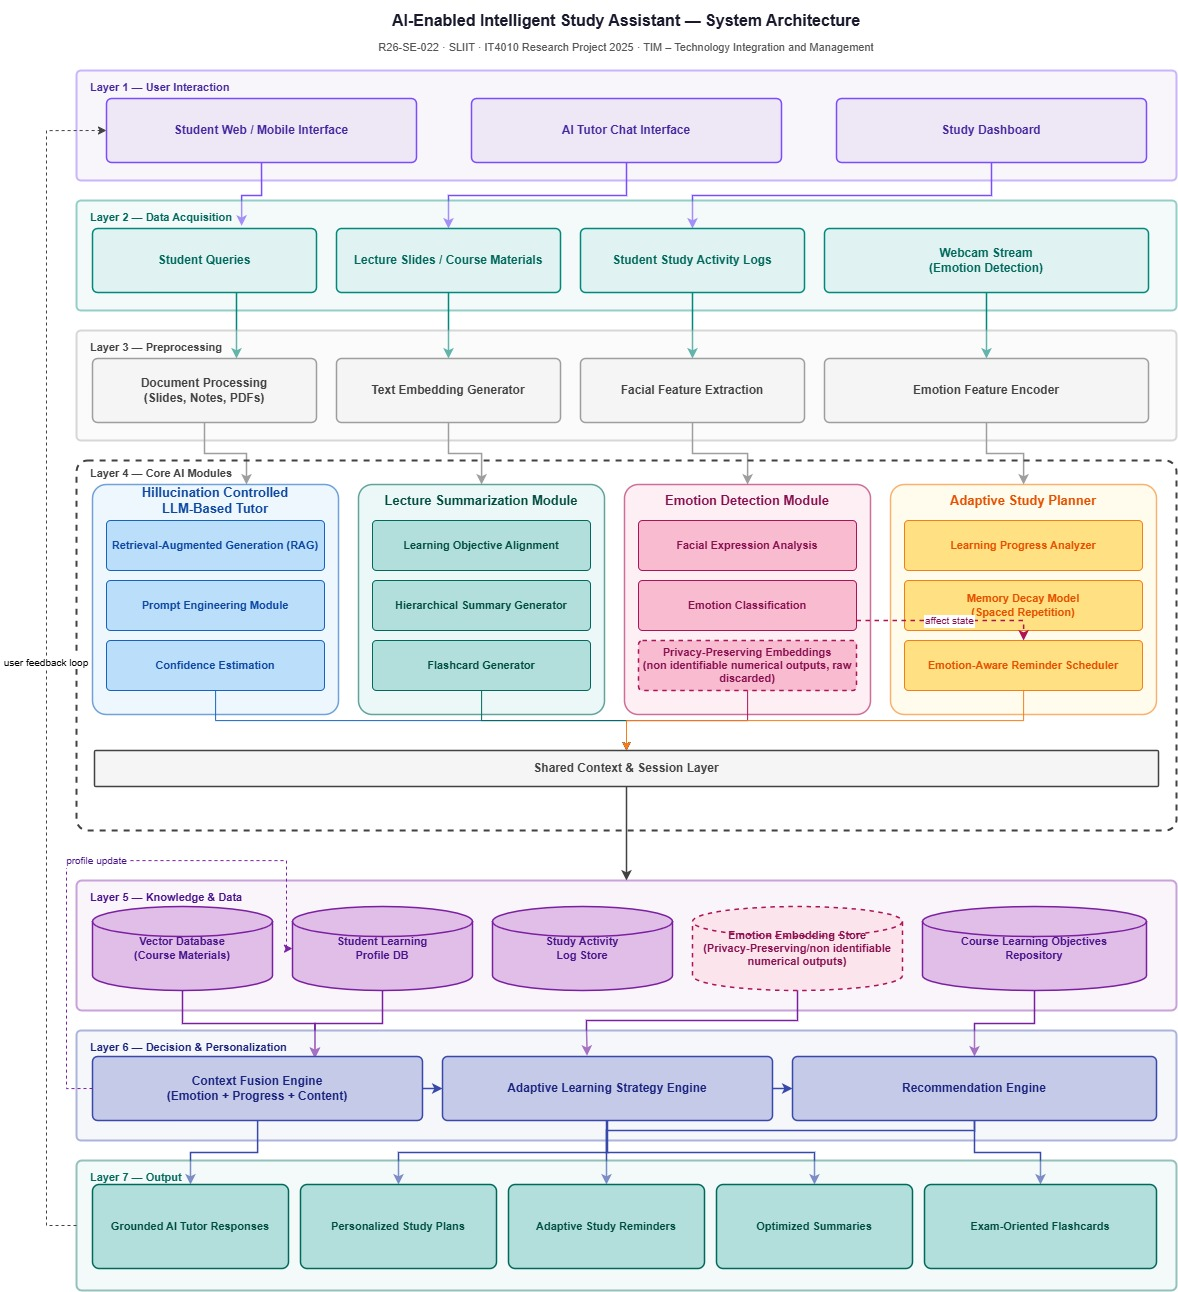 AI-Enabled Intelligent Study Assistant — System Architecture
R26-SE-022 · SLIIT · IT4010 Research Project 2025 · TIM – Technology Integration and Management
Layer 1 — User Interaction
Student Web / Mobile Interface
AI Tutor Chat Interface
Study Dashboard
Layer 2 — Data Acquisition
Student Queries
Lecture Slides / Course Materials
Student Study Activity Logs
Webcam Stream
(Emotion Detection)
Layer 3 — Preprocessing
Document Processing
(Slides, Notes, PDFs)
Text Embedding Generator
Facial Feature Extraction
Emotion Feature Encoder
Layer 4 — Core AI Modules
Hillucination Controlled
LLM-Based Tutor
Retrieval-Augmented Generation (RAG)
Prompt Engineering Module
Confidence Estimation
Lecture Summarization Module
Learning Objective Alignment
Hierarchical Summary Generator
Flashcard Generator
Emotion Detection Module
Facial Expression Analysis
Emotion Classification
Privacy-Preserving Embeddings
(non identifiable numerical outputs, raw
discarded)
Adaptive Study Planner
Learning Progress Analyzer
Memory Decay Model
(Spaced Repetition)
affect state
Emotion-Aware Reminder Scheduler
user feedback loop
Shared Context & Session Layer
profile update
Layer 5 — Knowledge & Data
Vector Database
(Course Materials)
Student Learning
Profile DB
Study Activity
Log Store
Emotion Embedding Store
(Privacy-Preserving/non identifiable
numerical outputs)
Course Learning Objectives
Repository
Layer 6 — Decision & Personalization
Context Fusion Engine
(Emotion + Progress + Content)
Adaptive Learning Strategy Engine
Recommendation Engine
Layer 7 — Output
Grounded AI Tutor Responses
Personalized Study Plans
Adaptive Study Reminders
Optimized Summaries
Exam-Oriented Flashcards